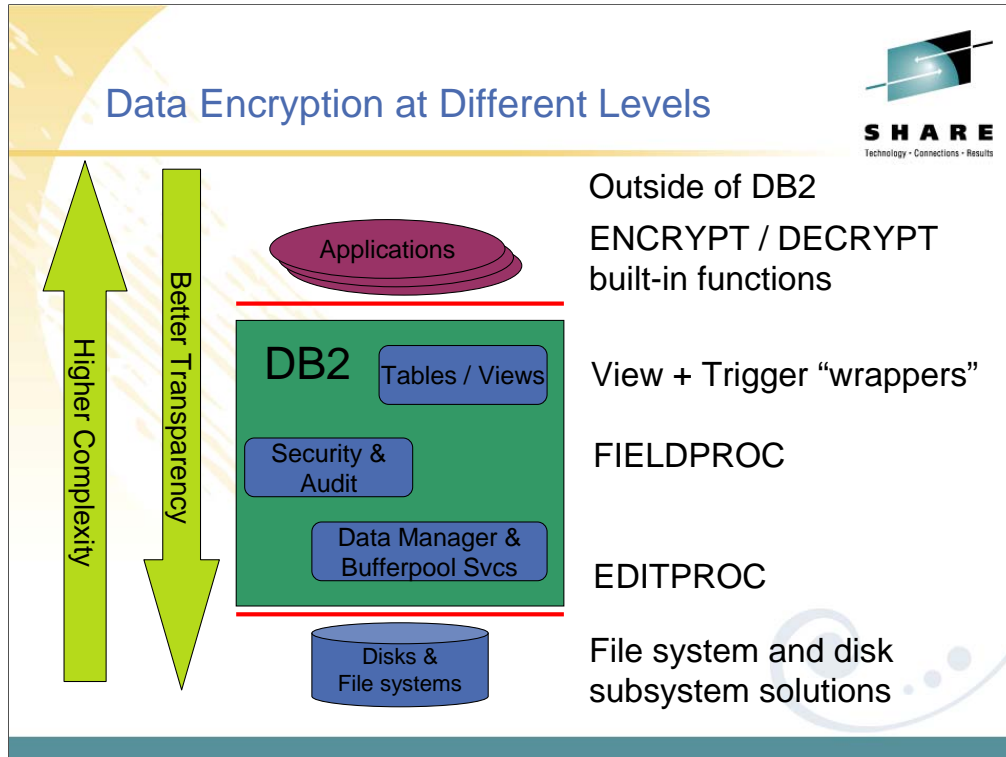 Data Encryption at Different Levels
SHARE
Technology • Connections • Results
Higher Complexity
Better Transparency
Applications
DB2
Tables / Views
Security &
Audit
Data Manager &
Bufferpool Svcs
Disks &
File systems
Outside of DB2
ENCRYPT / DECRYPT
built-in functions
View + Trigger “wrappers”
FIELDPROC
EDITPROC
File system and disk
subsystem solutions